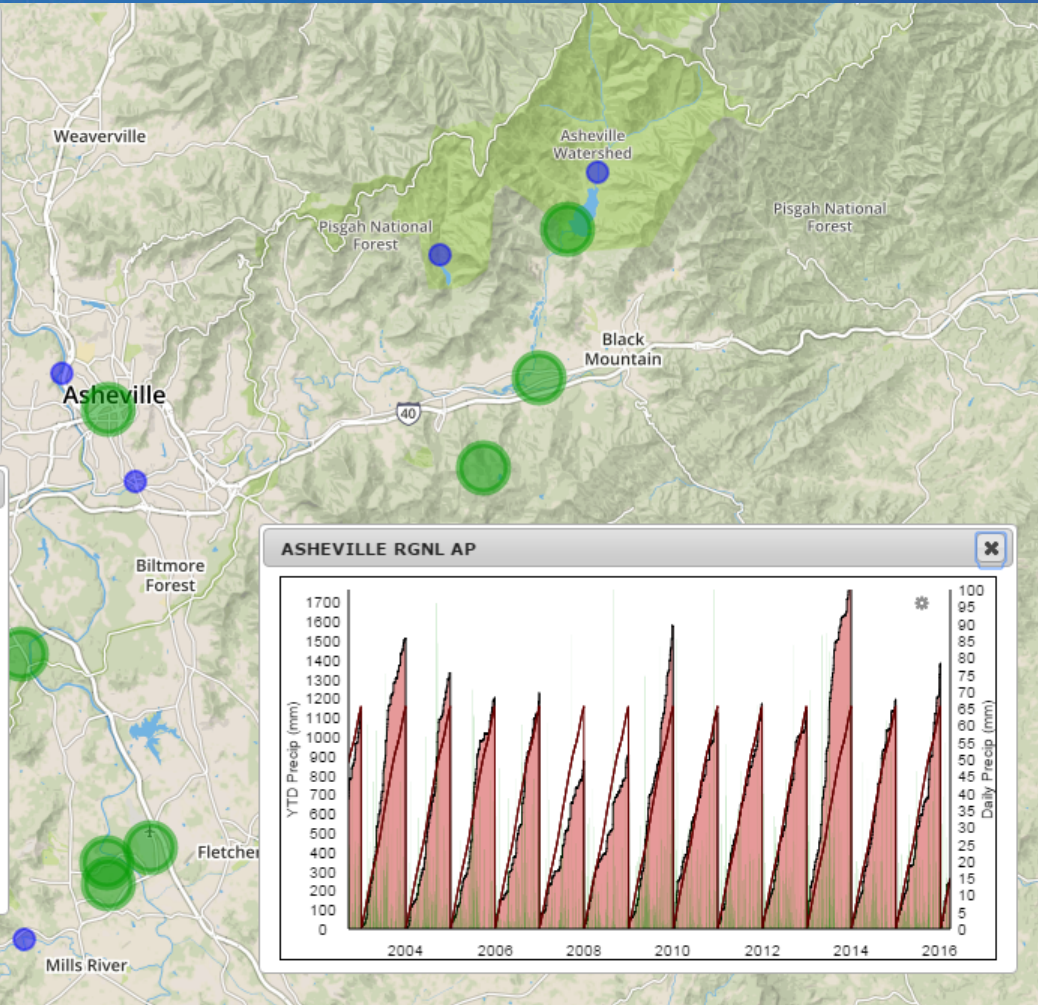 Weaverville
Asheville
Watershed
Pisgah National
Forest
Pisgah National
Forest
Black
Mountain
Asheville
40
Biltmore
Forest
Fletcher
Mills River
ASHEVILLE RGNL AP
YTD Precip (mm)
1700
1600
1500
1400
1300
1200
1100
1000
900
800
700
600
500
400
300
200
100
0
2004 2006 2008 2010 2012 2014 2016
100
95
90
85
80
75
70
65
60
55
50
45
40
35
30
25
20
15
10
5
0
Daily Precip (mm)